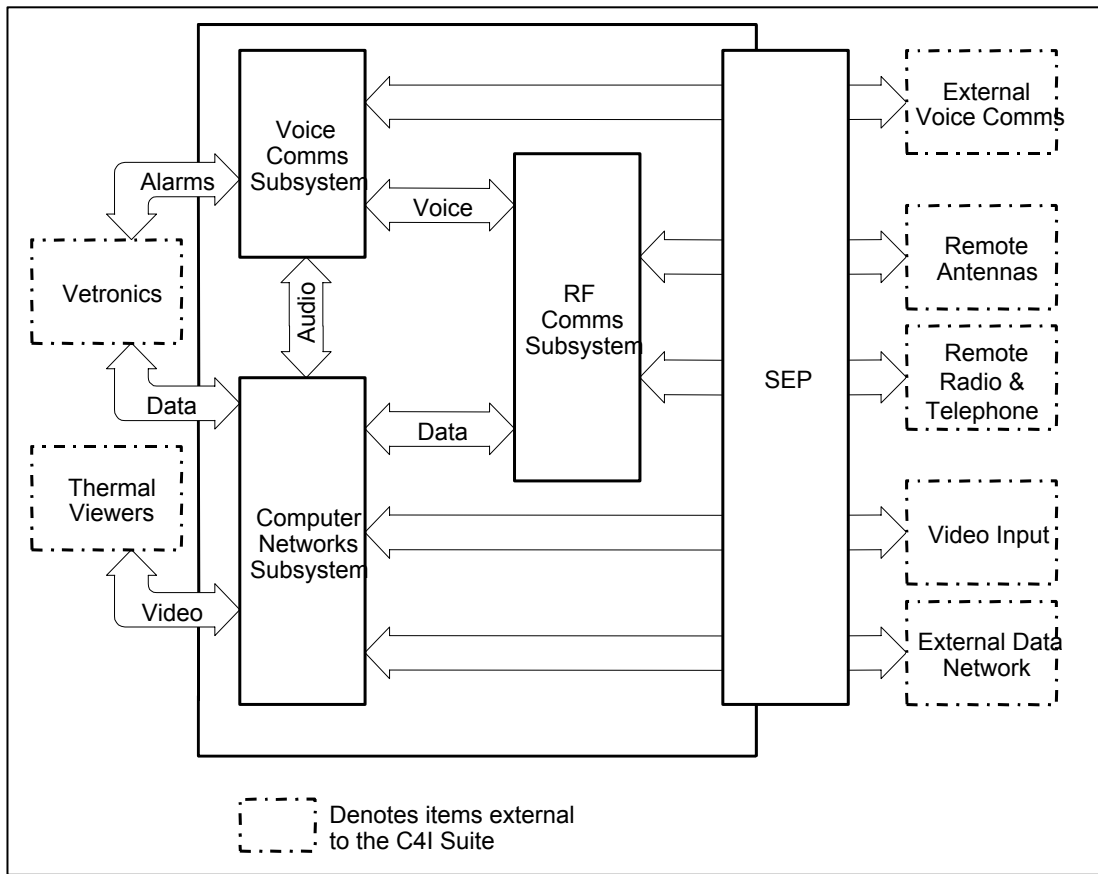 Voice
Comms
Subsystem
External
Voice Comms
Alarms
Voice
Vetronics
Audio
RF
Comms
Subsystem
Remote
Antennas
SEP
Remote
Radio &
Telephone
Data
Data
Thermal
Viewers
Computer
Networks
Subsystem
Video Input
Video
External Data
Network
Denotes items external
to the C4I Suite